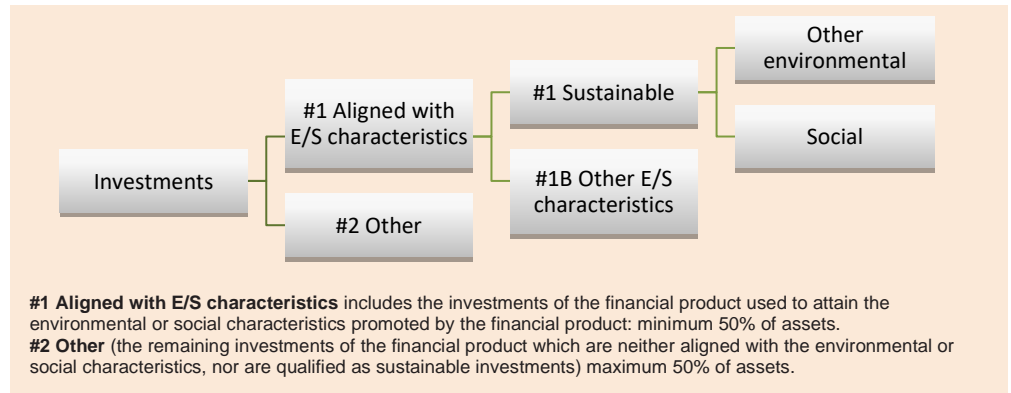 Other
environmental
#1 Sustainable
#1 Aligned with
E/S characteristics
Social
Investments
#1B Other E/S
characteristics
#2 Other
#1 Aligned with E/S characteristics includes the investments of the financial product used to attain the
environmental or social characteristics promoted by the financial product: minimum 50% of assets.
#2 Other (the remaining investments of the financial product which are neither aligned with the environmental or
social characteristics, nor are qualified as sustainable investments) maximum 50% of assets.